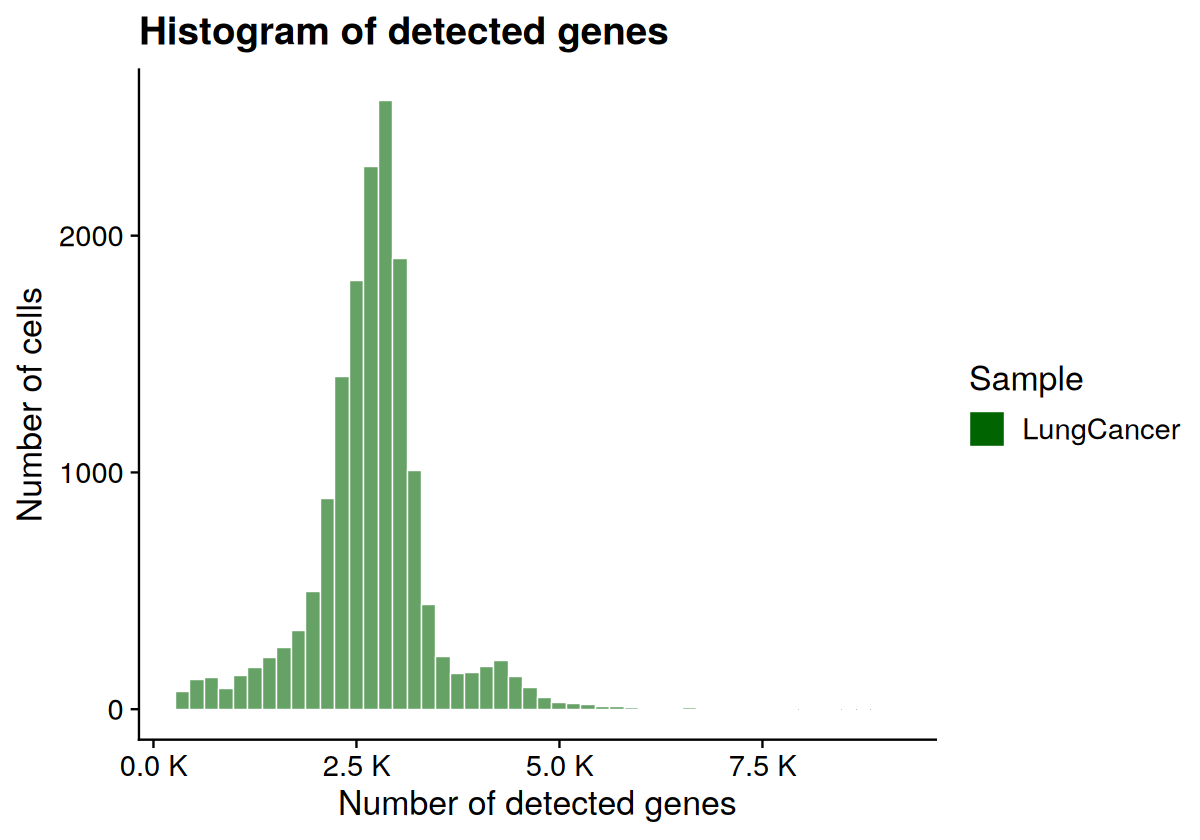 Histogram of detected genes
Number of cells
2000
1000
0
0.0 K 2.5 K 5.0 K 7.5 K
Number of detected genes
Sample
LungCancer